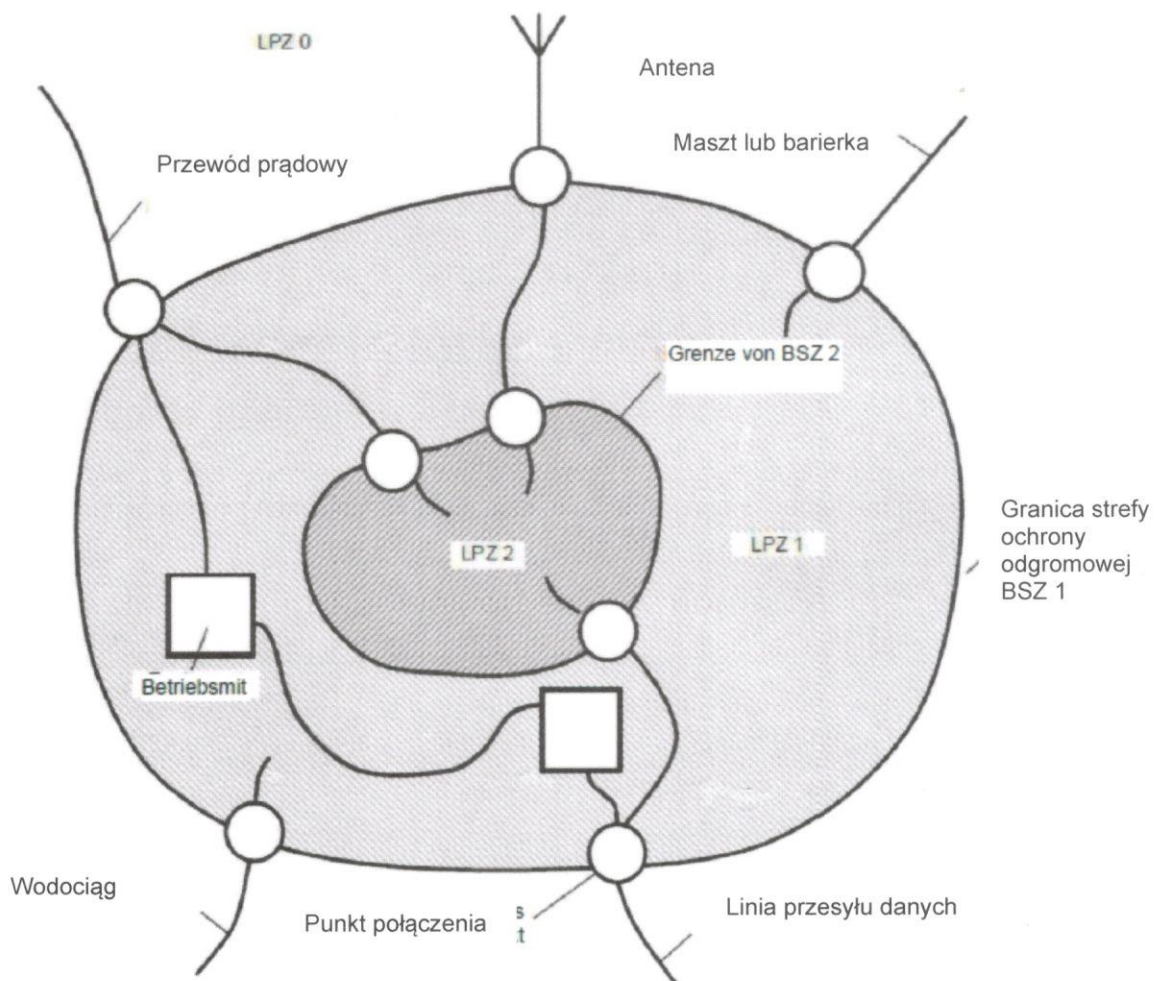 LPZ 0
Antena
Maszt lub barierka
Przewód prądowy
Grenze von BSZ 2
Granica strefy
ochrony
odgromowej
BSZ 1
LPZ 2
LPZ 1
Betriebsmit
Wodociąg
Punkt połączenia
s
t
Linia przesyłu danych